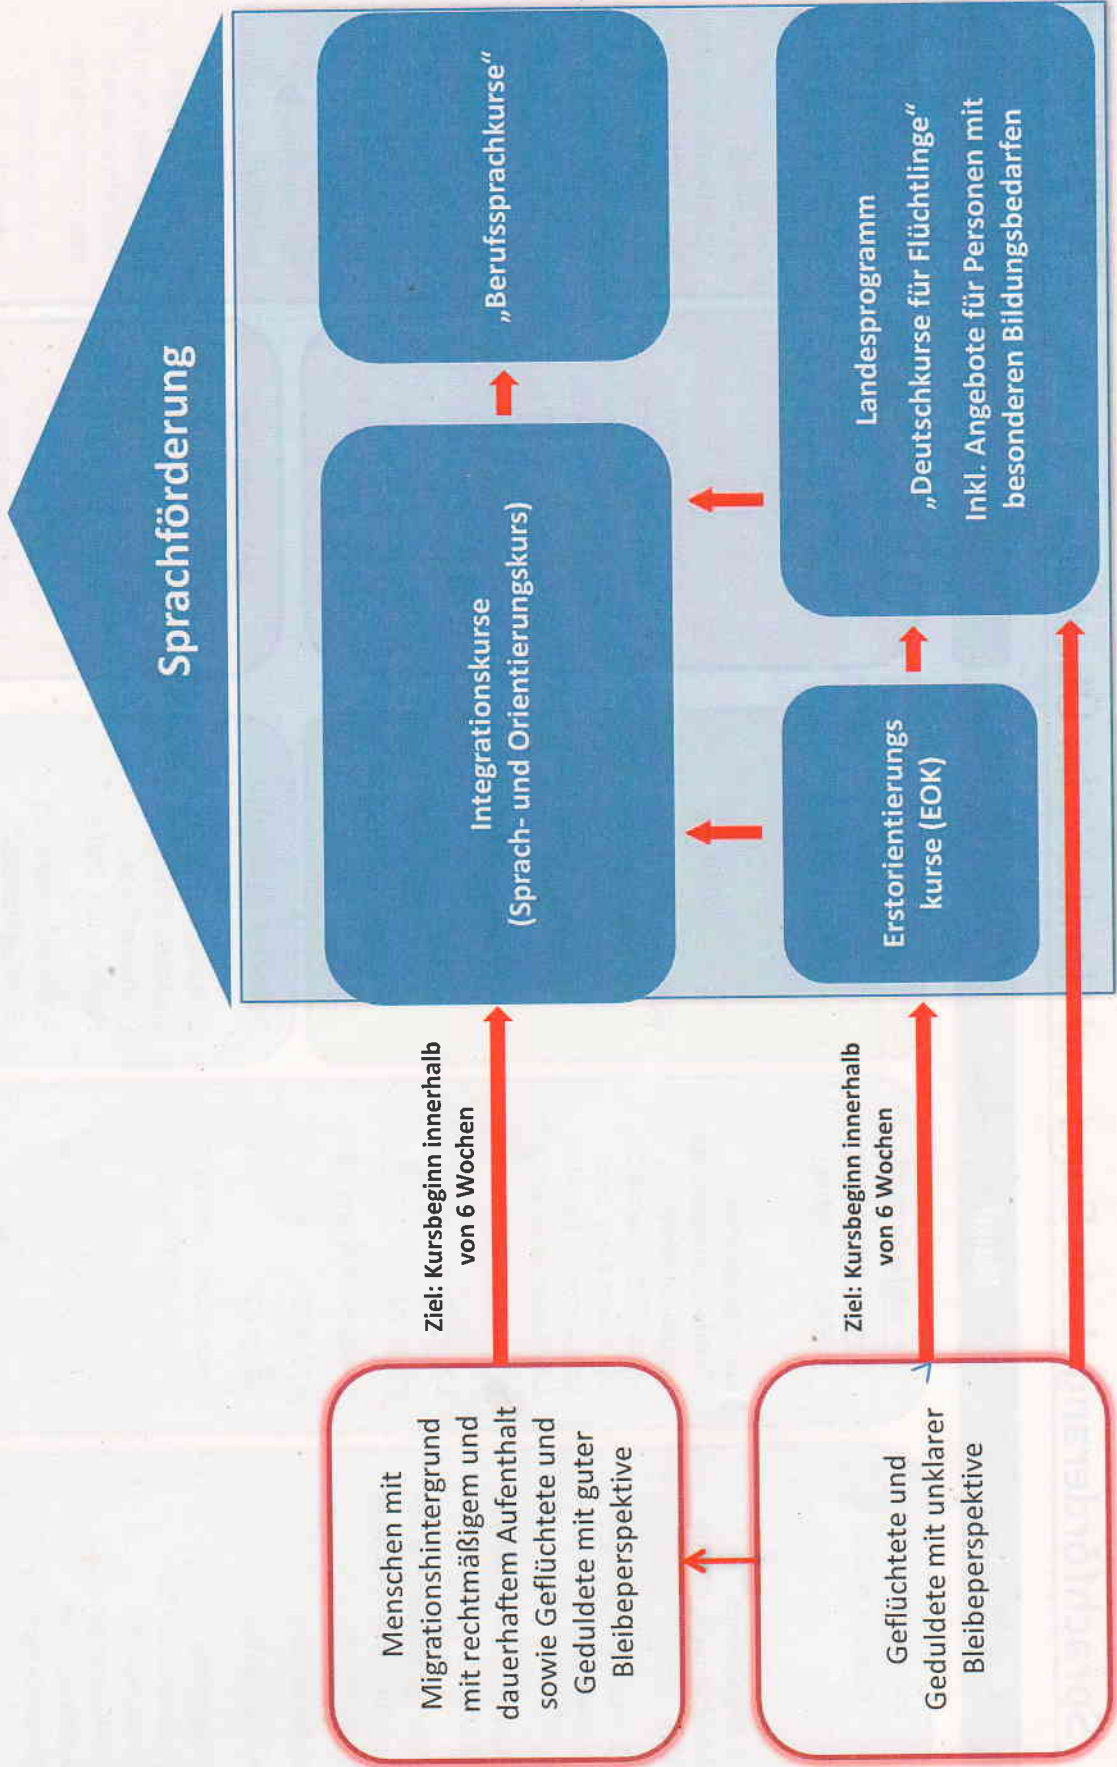 Sprachförderung
Menschen mit
Migrationshintergrund
mit rechtmäßigem und
dauerhaftem Aufenthalt
sowie Geflüchtete und
Geduldete mit guter
Bleibeperspektive
Ziel: Kursbeginn innerhalb
von 6 Wochen
Integrationskurse
(Sprach- und Orientierungskurs)
„Berufssprachkurse“
Geflüchtete und
Geduldete mit unklarer
Bleibeperspektive
Ziel: Kursbeginn innerhalb
von 6 Wochen
Erstorientierungs
kurse (EOK)
Landesprogramm
„Deutschkurse für Flüchtlinge“
Inkl. Angebote für Personen mit
besonderen Bildungsbedarfen